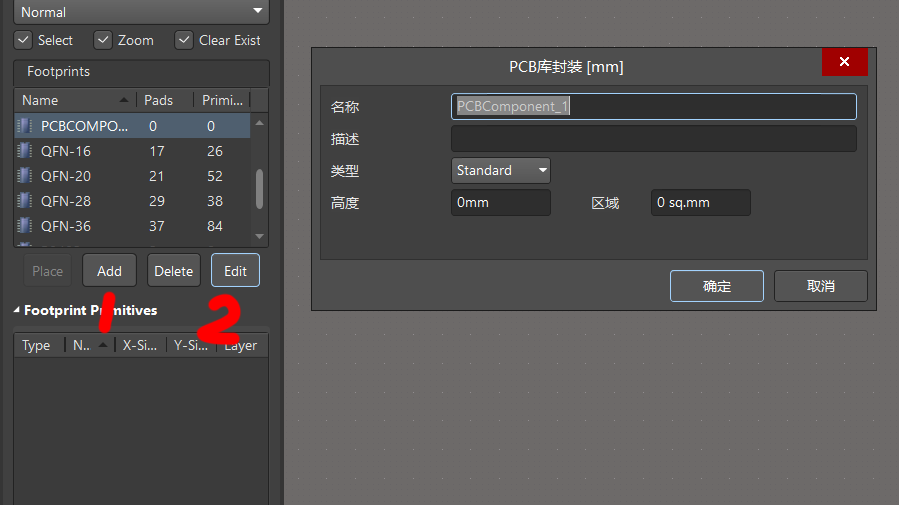 Normal
Select Zoom Clear Exist
Footprints
Name Pads Primi...
PCBCOMPO... 0 0
QFN-16 17 26
QFN-20 21 52
QFN-28 29 38
QFN-36 37 84
Place Add Delete Edit
1 2
Footprint Primitives
Type N.. X-Si... Y-Si... Layer
PCB库封装 [mm]
名称 PCBComponent_1
描述
类型 Standard
高度 0mm 区域 0 sq.mm
确定 取消